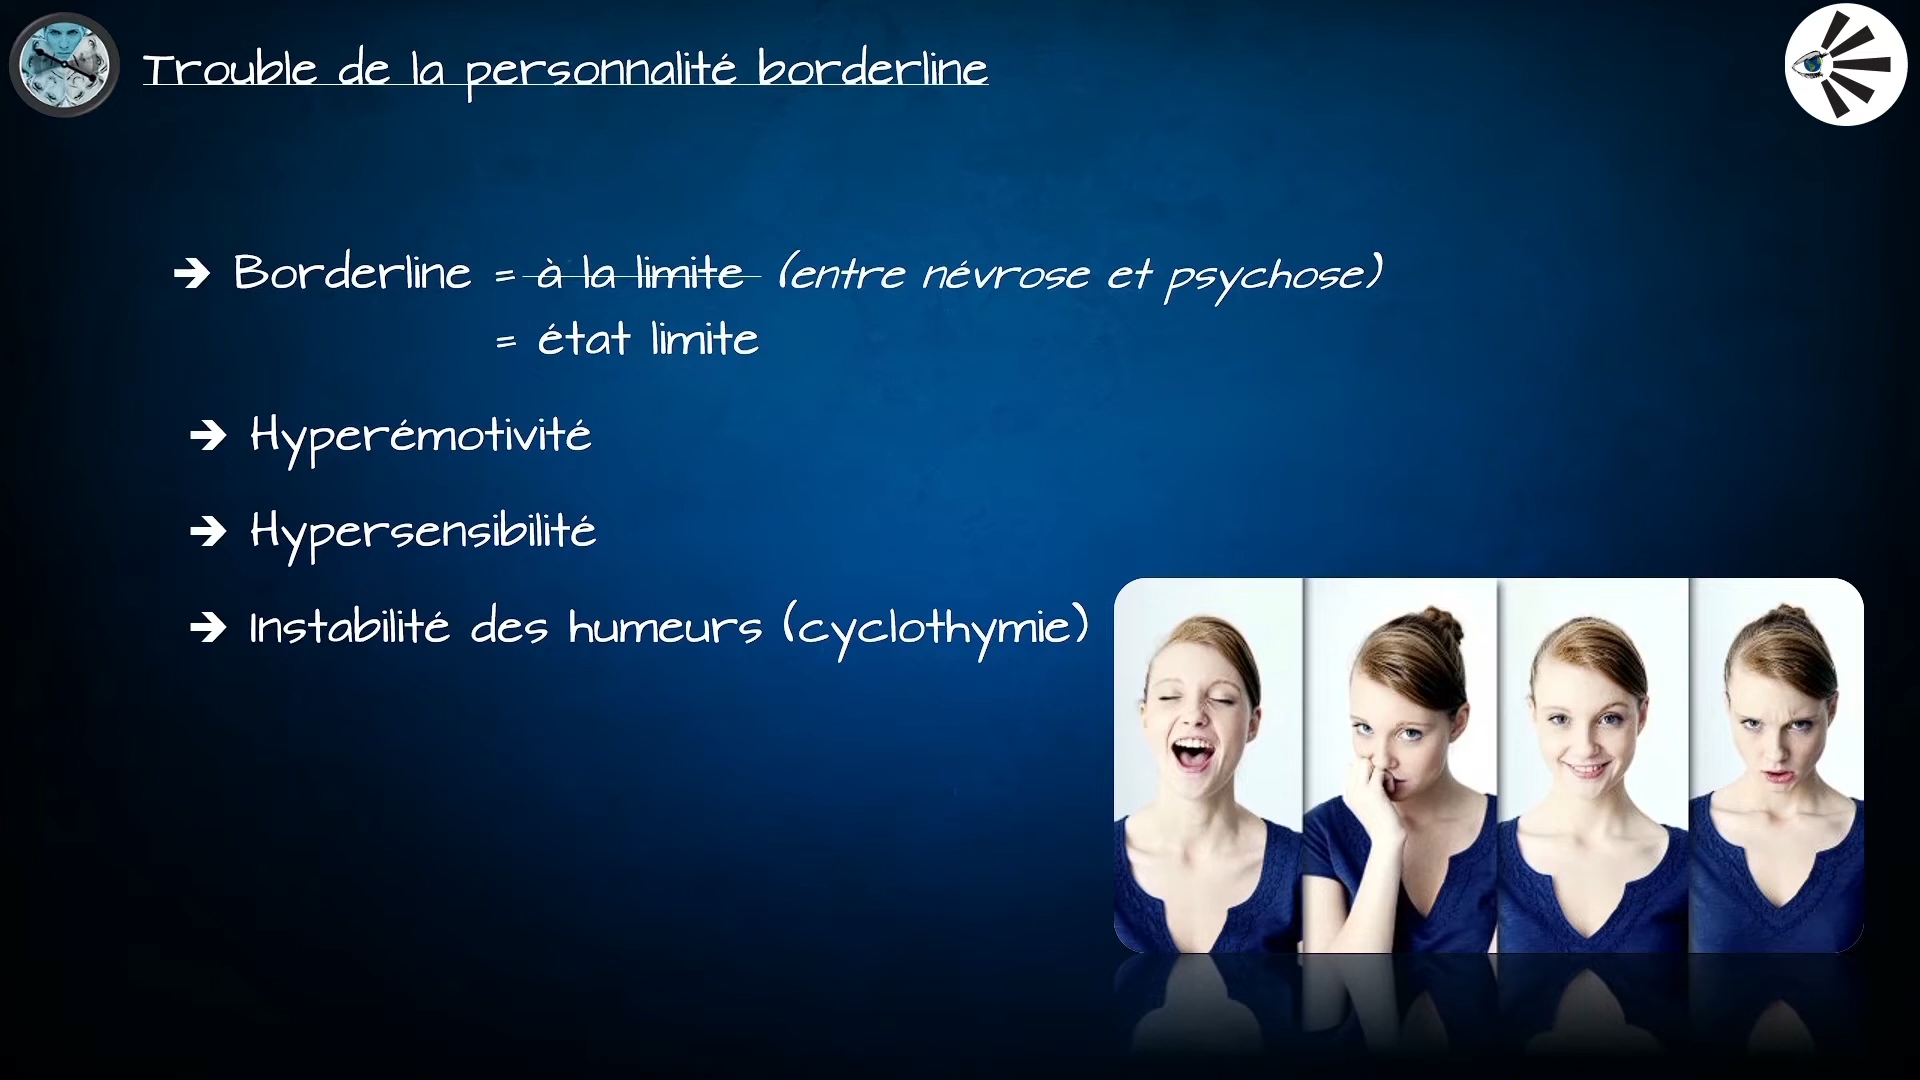 Trouble de la personnalité borderline
➔ Borderline = à la limite (entre névrose et psychose)
= état limite
➔ Hyperémotivité
➔ Hypersensibilité
➔ Instabilité des humeurs (cyclothymie)